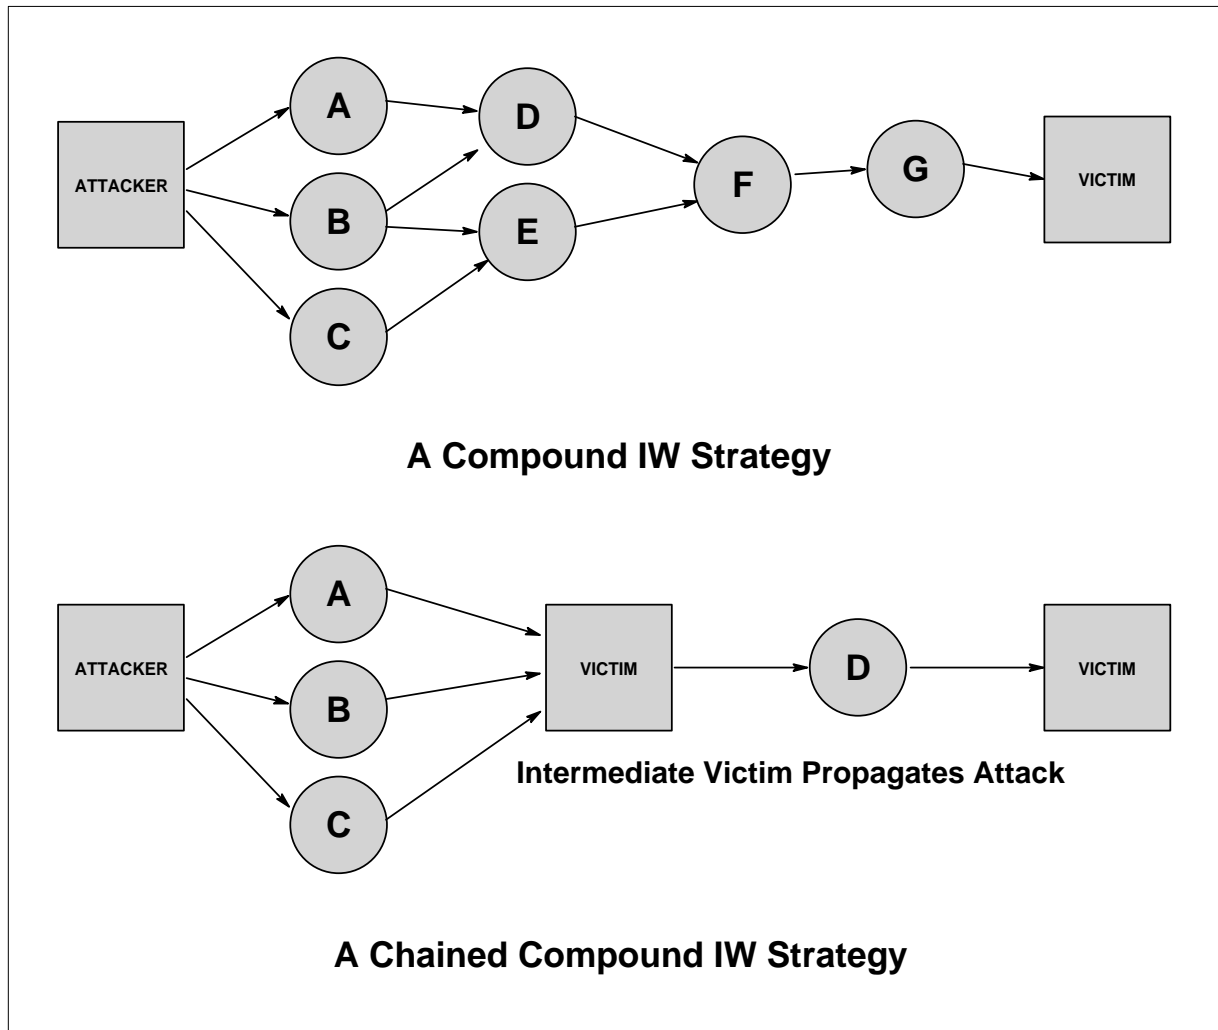 A
D
ATTACKER
B
E
F
G
VICTIM
C
A Compound IW Strategy
A
ATTACKER
B
VICTIM
D
VICTIM
Intermediate Victim Propagates Attack
C
A Chained Compound IW Strategy